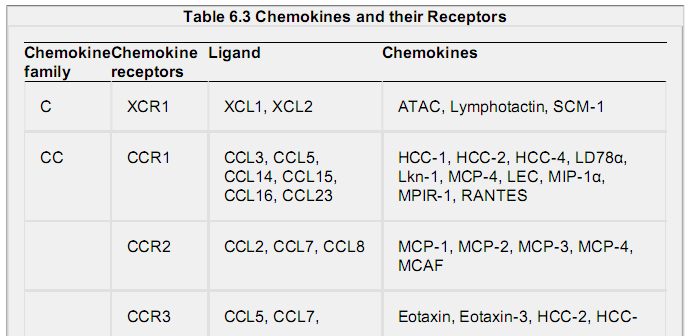 Table 6.3 Chemokines and their Receptors
Chemokine Chemokine Ligand Chemokines
family receptors
C XCR1 XCL1, XCL2 ATAC, Lymphotactin, SCM-1
CC CCR1 CCL3, CCL5, HCC-1, HCC-2, HCC-4, LD78α,
CCL14, CCL15, Lkn-1, MCP-4, LEC, MIP-1α,
CCL16, CCL23 MPIR-1, RANTES
CCR2 CCL2, CCL7, CCL8 MCP-1, MCP-2, MCP-3, MCP-4,
MCAF
CCR3 CCL5, CCL7, Eotaxin, Eotaxin-3, HCC-2, HCC-